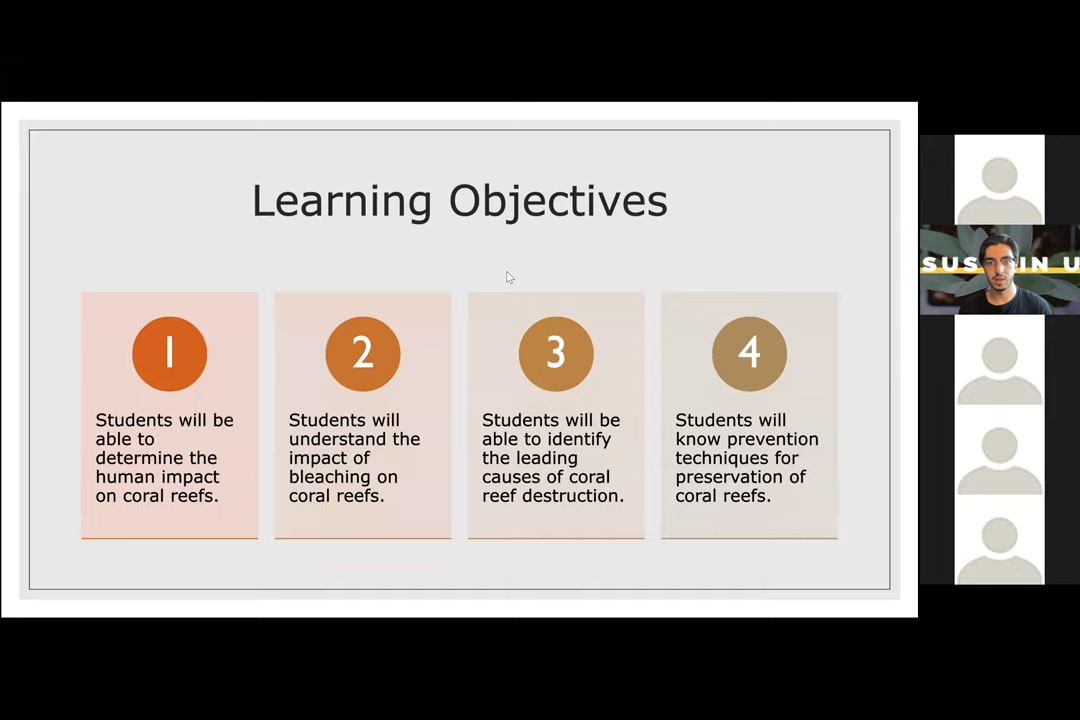 Learning Objectives
1
Students will be
able to
determine the
human impact
on coral reefs.
2
Students will
understand the
impact of
bleaching on
coral reefs.
3
Students will be
able to identify
the leading
causes of coral
reef destruction.
4
Students will
know prevention
techniques for
preservation of
coral reefs.
SUS IN U